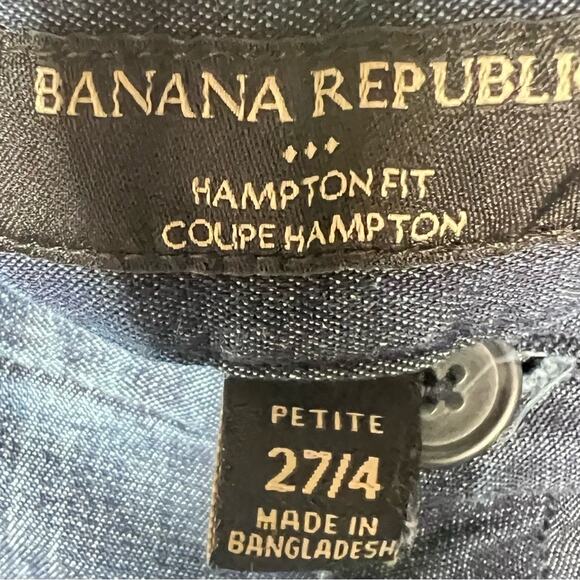 BANANA REPUBLI
HAMPTON FIT
COUPE HAMPTON
PETITE
27/4
MADE IN
BANGLADESH